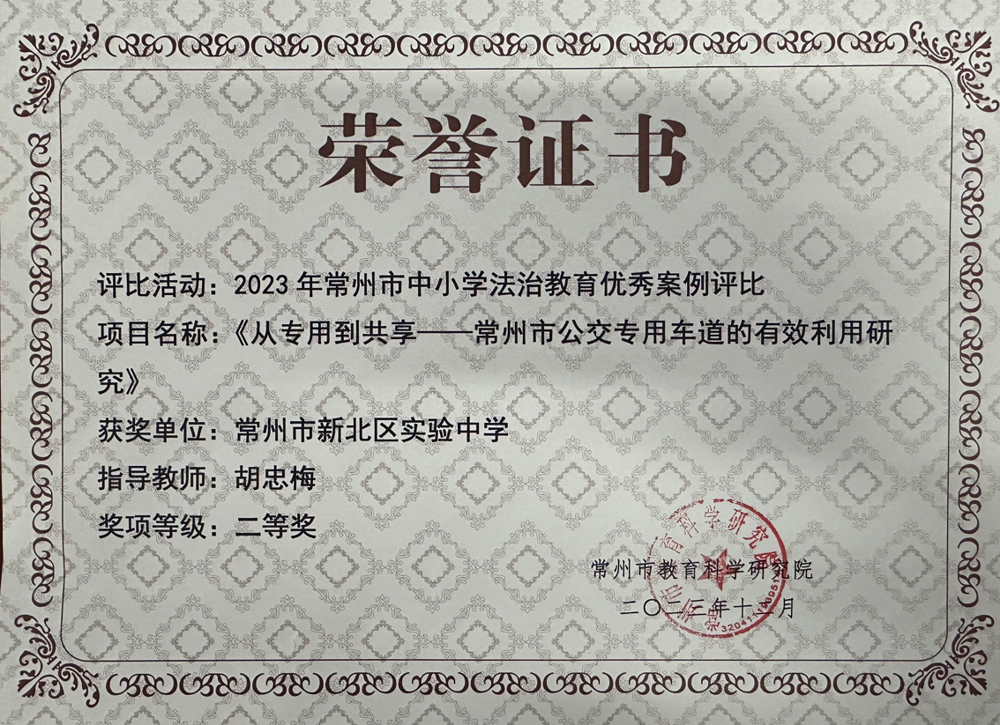 荣誉证书
评比活动：2023年常州市中小学法治教育优秀案例评比
项目名称：《从专用到共享——常州市公交专用车道的有效利用研
究》
获奖单位：常州市新北区实验中学
指导教师：胡忠梅
奖项等级：二等奖
常州市教育科学研究院
二〇二三年十二月